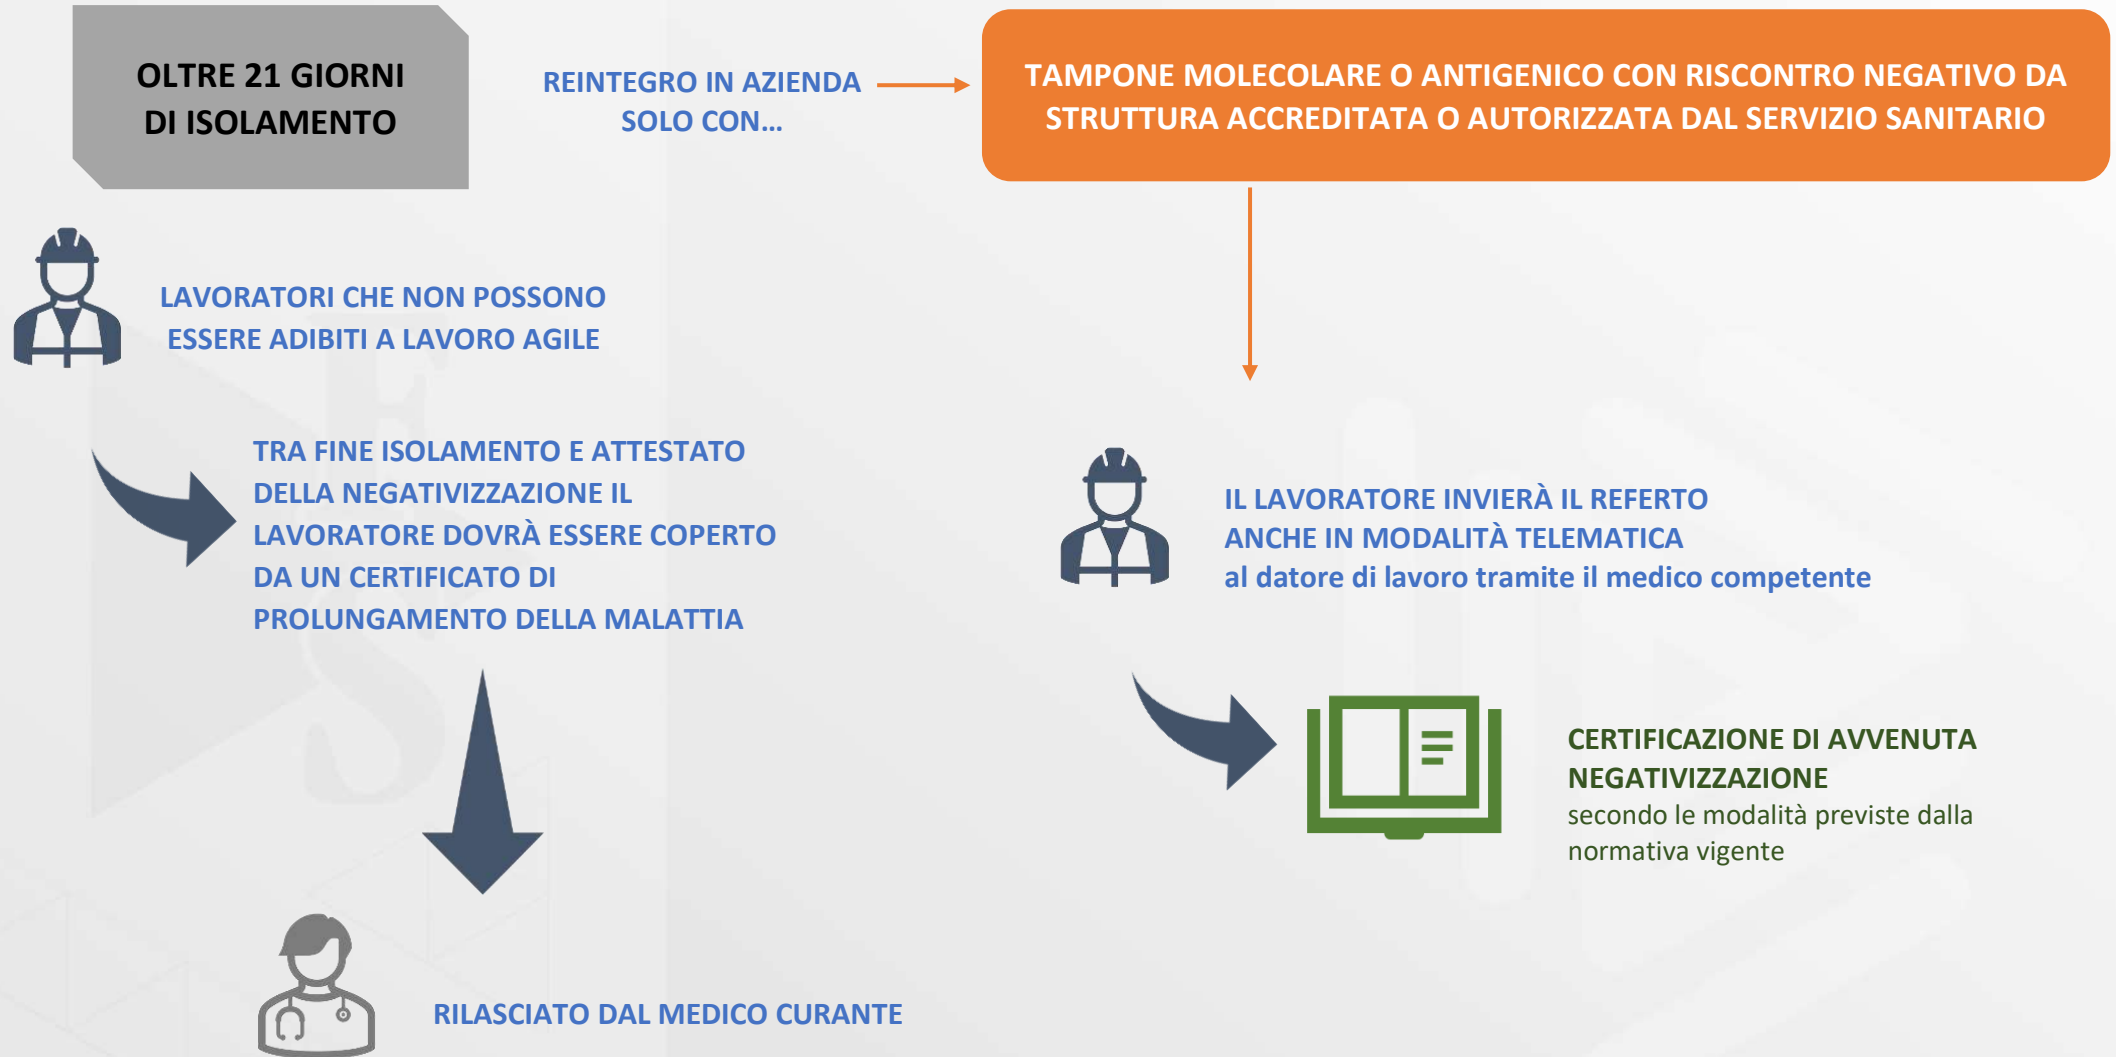 OLTRE 21 GIORNI
DI ISOLAMENTO
REINTEGRO IN AZIENDA
SOLO CON...
TAMPONE MOLECOLARE O ANTIGENICO CON RISCONTRO NEGATIVO DA
STRUTTURA ACCREDITATA O AUTORIZZATA DAL SERVIZIO SANITARIO
LAVORATORI CHE NON POSSONO
ESSERE ADIBITI A LAVORO AGILE
TRA FINE ISOLAMENTO E ATTESTATO
DELLA NEGATIVIZZAZIONE IL
LAVORATORE DOVRÀ ESSERE COPERTO
DA UN CERTIFICATO DI
PROLUNGAMENTO DELLA MALATTIA
RILASCIATO DAL MEDICO CURANTE
IL LAVORATORE INVIERÀ IL REFERTO
ANCHE IN MODALITÀ TELEMATICA
al datore di lavoro tramite il medico competente
CERTIFICAZIONE DI AVVENUTA
NEGATIVIZZAZIONE
secondo le modalità previste dalla
normativa vigente